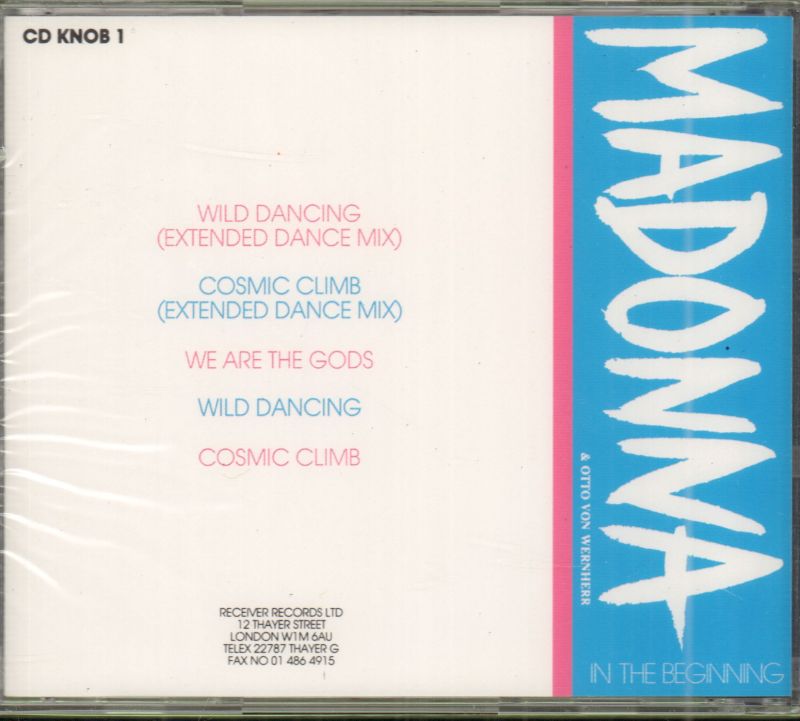 CD KNOB 1
WILD DANCING
(EXTENDED DANCE MIX)
COSMIC CLIMB
(EXTENDED DANCE MIX)
WE ARE THE GODS
WILD DANCING
COSMIC CLIMB
RECEIVER RECORDS LTD
12 THAYER STREET
LONDON W1M 6AU
TELEX 22787 THAYER G
FAX NO 01 486 4915
MADONNA
& OTTO VON WERNHERR
IN THE BEGINNING